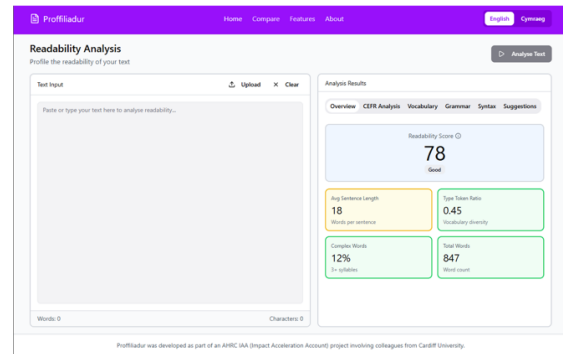 Proffiliadur
Home Compare Features About
English Cymraeg
Readability Analysis
Profile the readability of your text
Analyse Text
Text Input
Upload
Clear
Paste or type your text here to analyse readability...
Words: 0
Characters: 0
Analysis Results
Overview CEFR Analysis Vocabulary Grammar Syntax Suggestions
Readability Score
78
Good
Avg Sentence Length
18
Words per sentence
Type Token Ratio
0.45
Vocabulary diversity
Complex Words
12%
3+ syllables
Total Words
847
Word count
Proffiliadur was developed as part of an AHRC IAA (Impact Acceleration Account) project involving colleagues from Cardiff University.